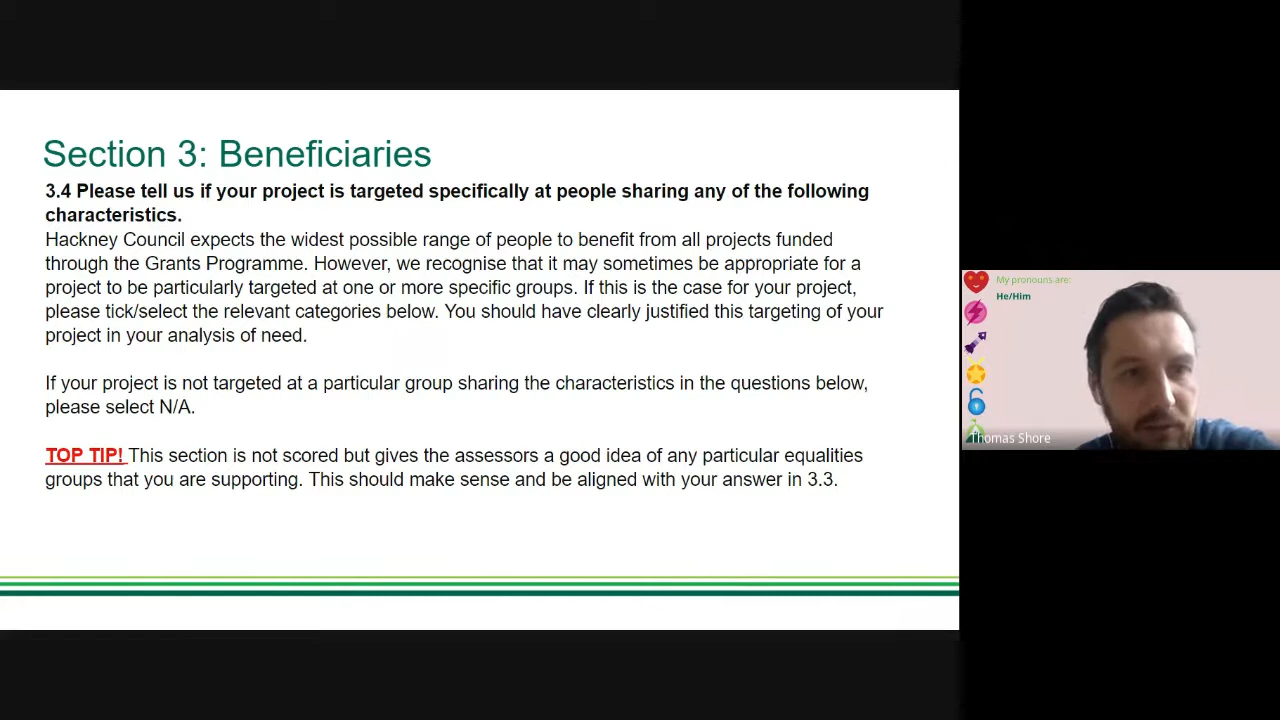 Section 3: Beneficiaries
3.4 Please tell us if your project is targeted specifically at people sharing any of the following
characteristics.
Hackney Council expects the widest possible range of people to benefit from all projects funded
through the Grants Programme. However, we recognise that it may sometimes be appropriate for a
project to be particularly targeted at one or more specific groups. If this is the case for your project,
please tick/select the relevant categories below. You should have clearly justified this targeting of your
project in your analysis of need.
If your project is not targeted at a particular group sharing the characteristics in the questions below,
please select N/A.
TOP TIP! This section is not scored but gives the assessors a good idea of any particular equalities
groups that you are supporting. This should make sense and be aligned with your answer in 3.3.
My pronouns are:
He/Him
Thomas Shore